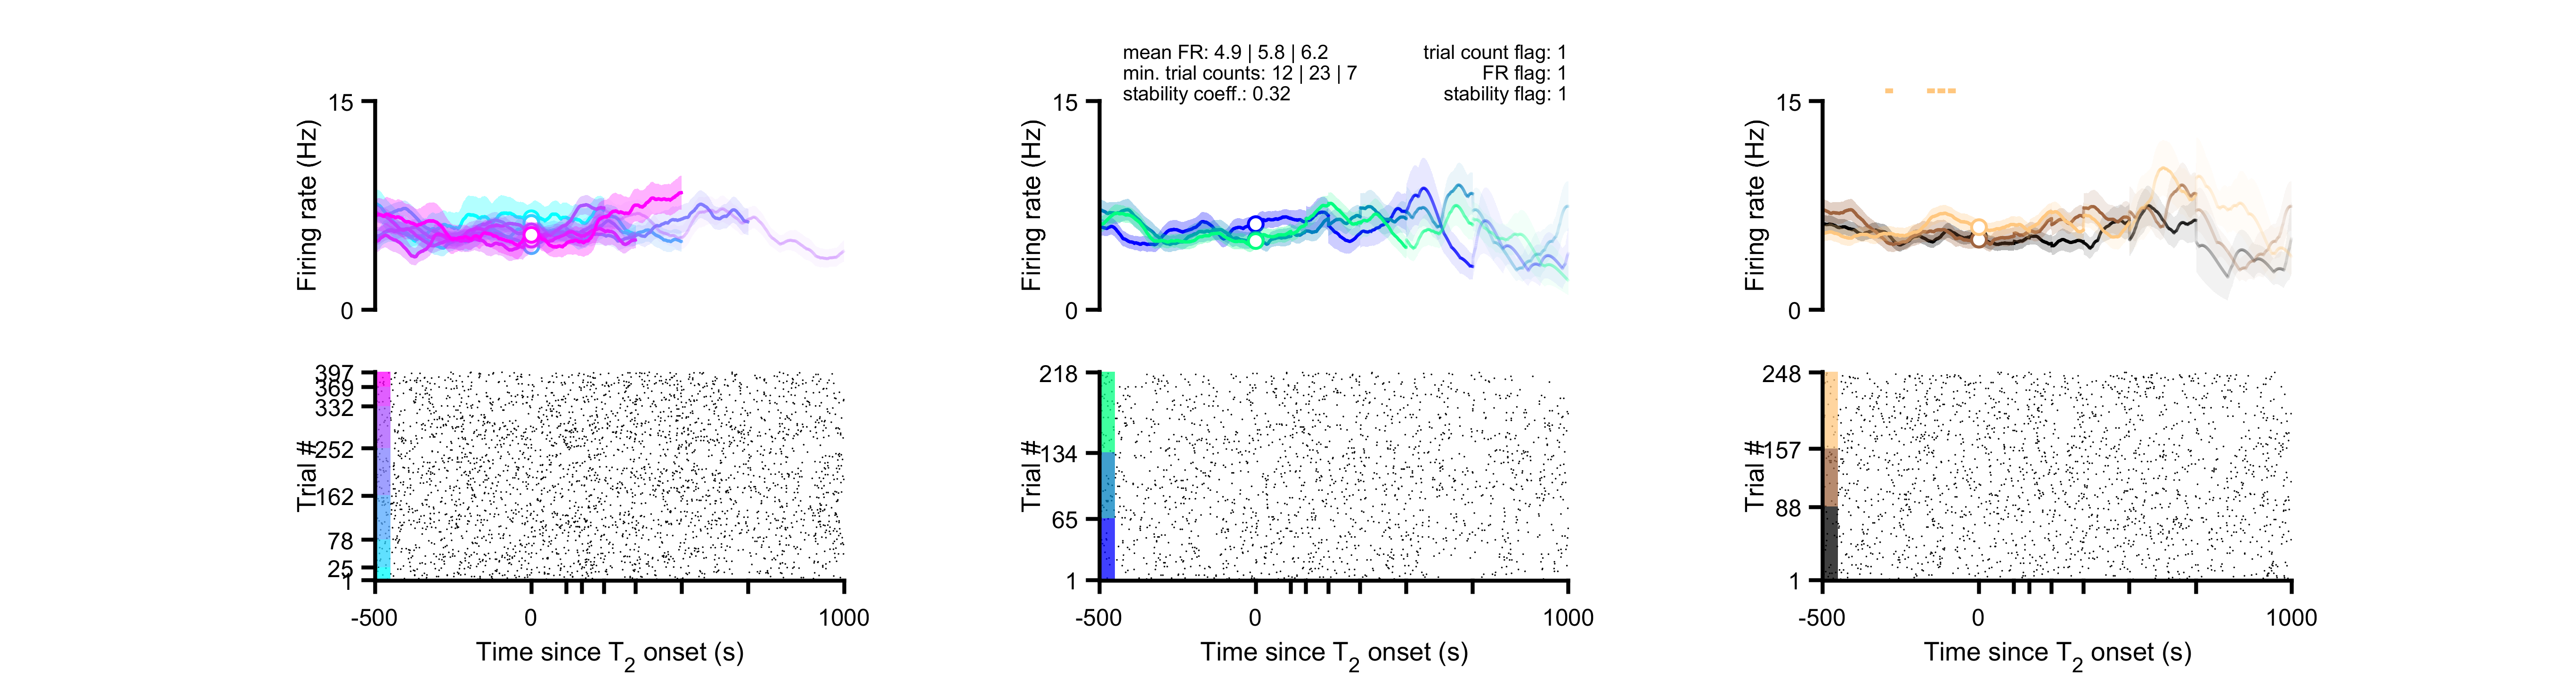 mean FR: 4.9 | 5.8 | 6.2
trial count flag: 1
min. trial counts: 12 | 23 | 7
FR flag: 1
stability coeff.: 0.32
stability flag: 1
15
Firing rate (Hz)
0
15
Firing rate (Hz)
0
15
Firing rate (Hz)
0
397
369
332
252
162
78
25
1
Trial #
-500
0
1000
Time since T2 onset (s)
218
134
65
1
Trial #
-500
0
1000
Time since T2 onset (s)
248
157
88
1
Trial #
-500
0
1000
Time since T2 onset (s)